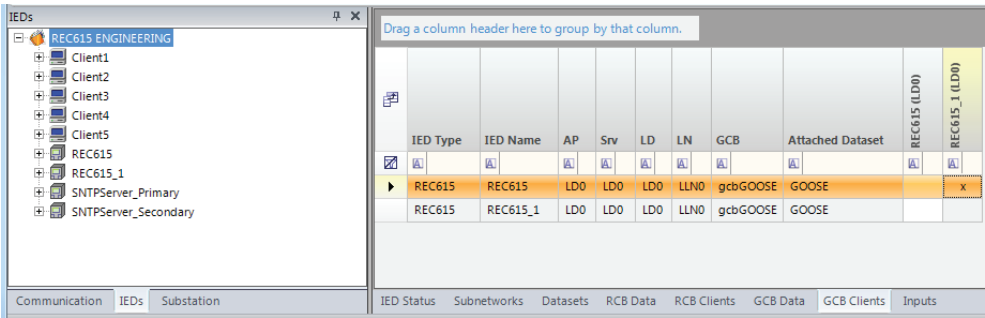 IEDs
REC615 ENGINEERING
Client1
Client2
Client3
Client4
Client5
REC615
REC615_1
SNTPServer_Primary
SNTPServer_Secondary
Communication IEDs Substation
Drag a column header here to group by that column.
IED Type IED Name AP Srv LD LN GCB Attached Dataset REC615 (LD0) REC615_1 (LD0)
A A A A A A A A A A
REC615 REC615 LD0 LD0 LD0 LLN0 gcbGOOSE GOOSE x
REC615 REC615_1 LD0 LD0 LD0 LLN0 gcbGOOSE GOOSE
IED Status Subnetworks Datasets RCB Data RCB Clients GCB Data GCB Clients Inputs